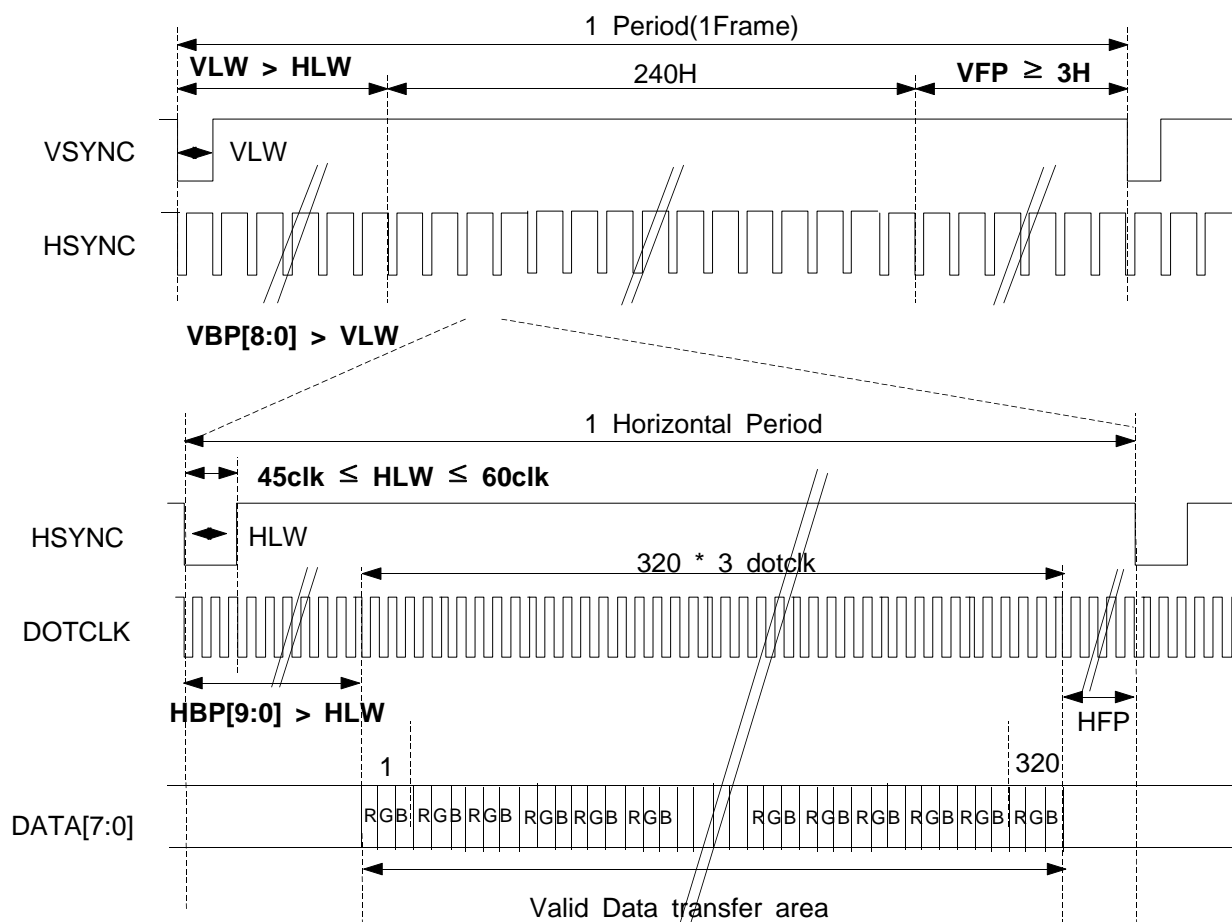 1 Period(1Frame)
VLW > HLW
240H
VFP ≥ 3H
VSYNC
VLW
HSYNC
VBP[8:0] > VLW
1 Horizontal Period
45clk ≤ HLW ≤ 60clk
HSYNC
HLW
320 * 3 dotclk
DOTCLK
HBP[9:0] > HLW
HFP
1
320
DATA[7:0]
RGB RGB RGB RGB RGB RGB RGB RGB RGB RGB RGB RGB
Valid Data transfer area